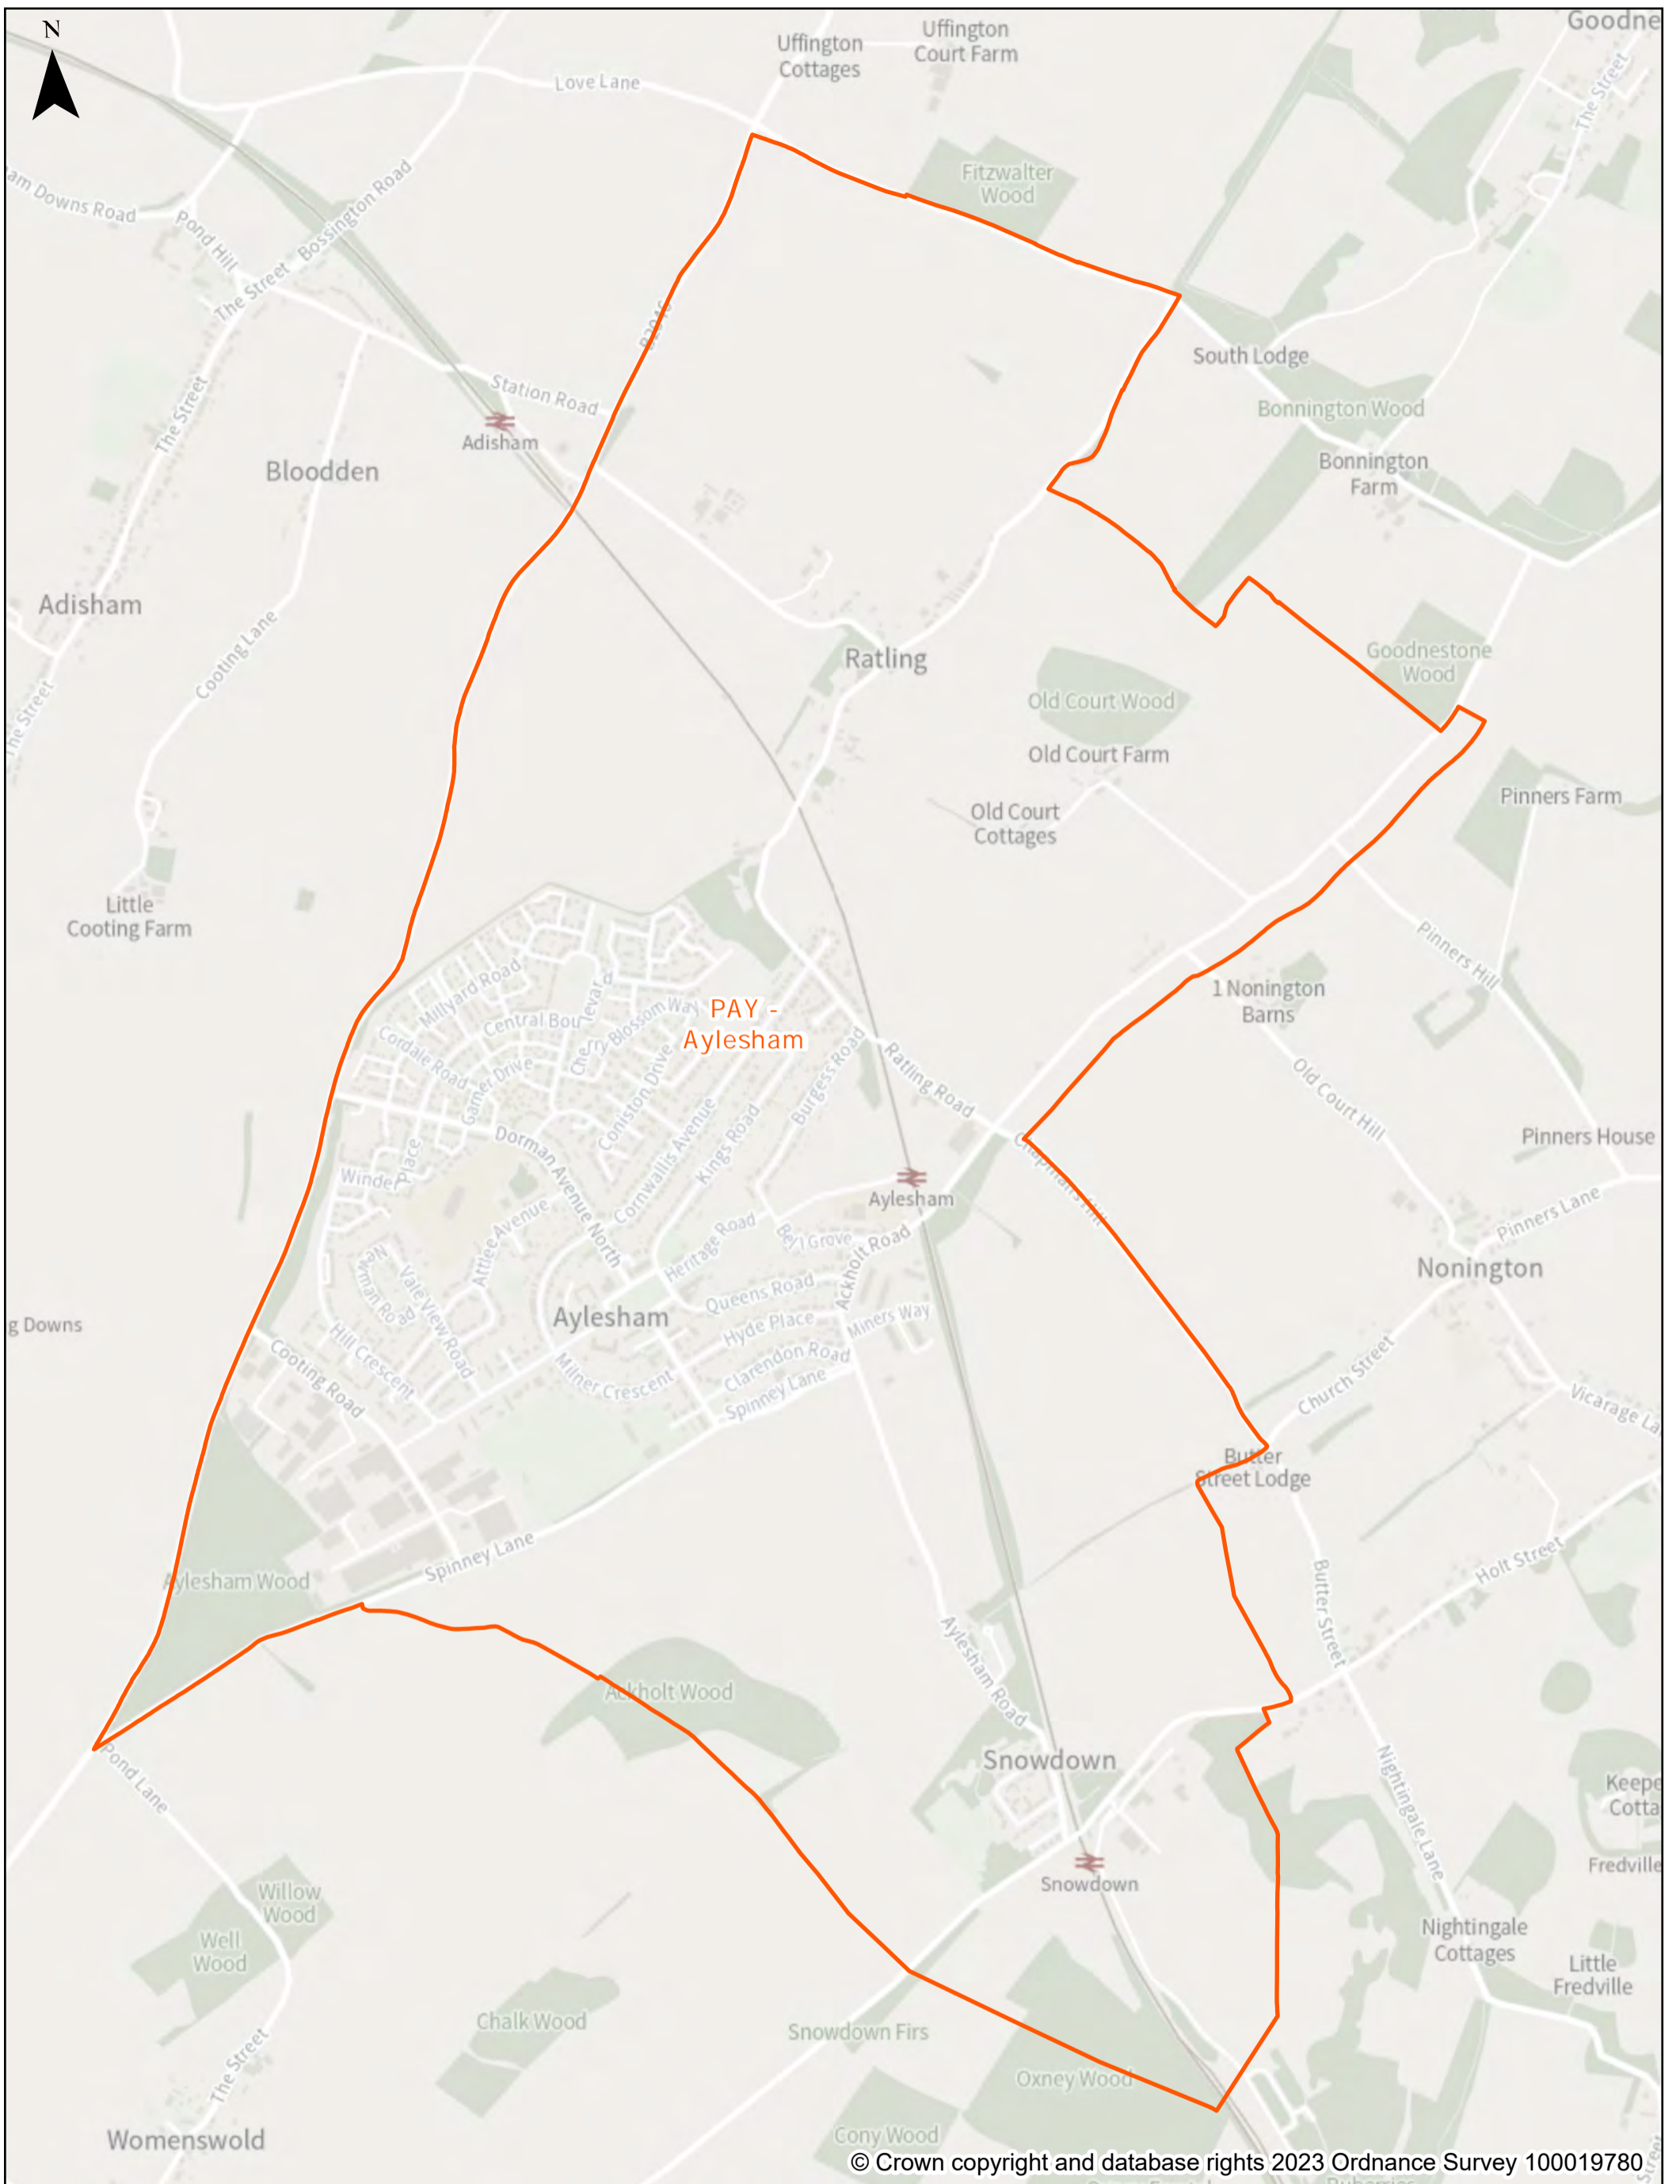 N
Uffington
Cottages
Uffington
Court Farm
The Street
Love Lane
Fitzwalter
Wood
Downs Road
Pond Hill
The Street
Bossington Road
B2046
South Lodge
Station Road
Adisham
The Street
Bonnington Wood
Bloodden
Bonnington
Farm
Adisham
Cooting Lane
Ratling
Goodnestone
Wood
The Street
Old Court Wood
Old Court Farm
Pinners Farm
Old Court
Cottages
Little
Cooting Farm
Pinners Hill
Millyard Road
Central Boulevard
Cherry Blossom Way
PAY -
Aylesham
1 Nonington
Barns
Cordale Road
Garner Drive
Coniston Drive
Burgess Road
Ratling Road
Old Court Hill
Dorman Avenue North
Cornwallis Avenue
Kings Road
Chapmans Hill
Pinners House
Winder Place
Aylesham
Attlee Avenue
Heritage Road
Bell Grove
Ackholt Road
Pinners Lane
Newman Road
Vale View Road
Nonington
Queens Road
Aylesham
Hyde Place
Miners Way
g Downs
Hill Crescent
Cooting Road
Milner Crescent
Clarendon Road
Spinney Lane
Church Street
Vicarage La
Butter
Street Lodge
Spinney Lane
Aylesham Wood
Holt Street
Butter Street
Aylesham Road
Ackholt Wood
Snowdown
Pond Lane
Nightingale Lane
Snowdown
Willow
Wood
Well
Wood
Nightingale
Cottages
Little
Fredville
Chalk Wood
Snowdown Firs
The Street
Oxney Wood
Womenswold
Cony Wood
© Crown copyright and database rights 2023 Ordnance Survey 100019780